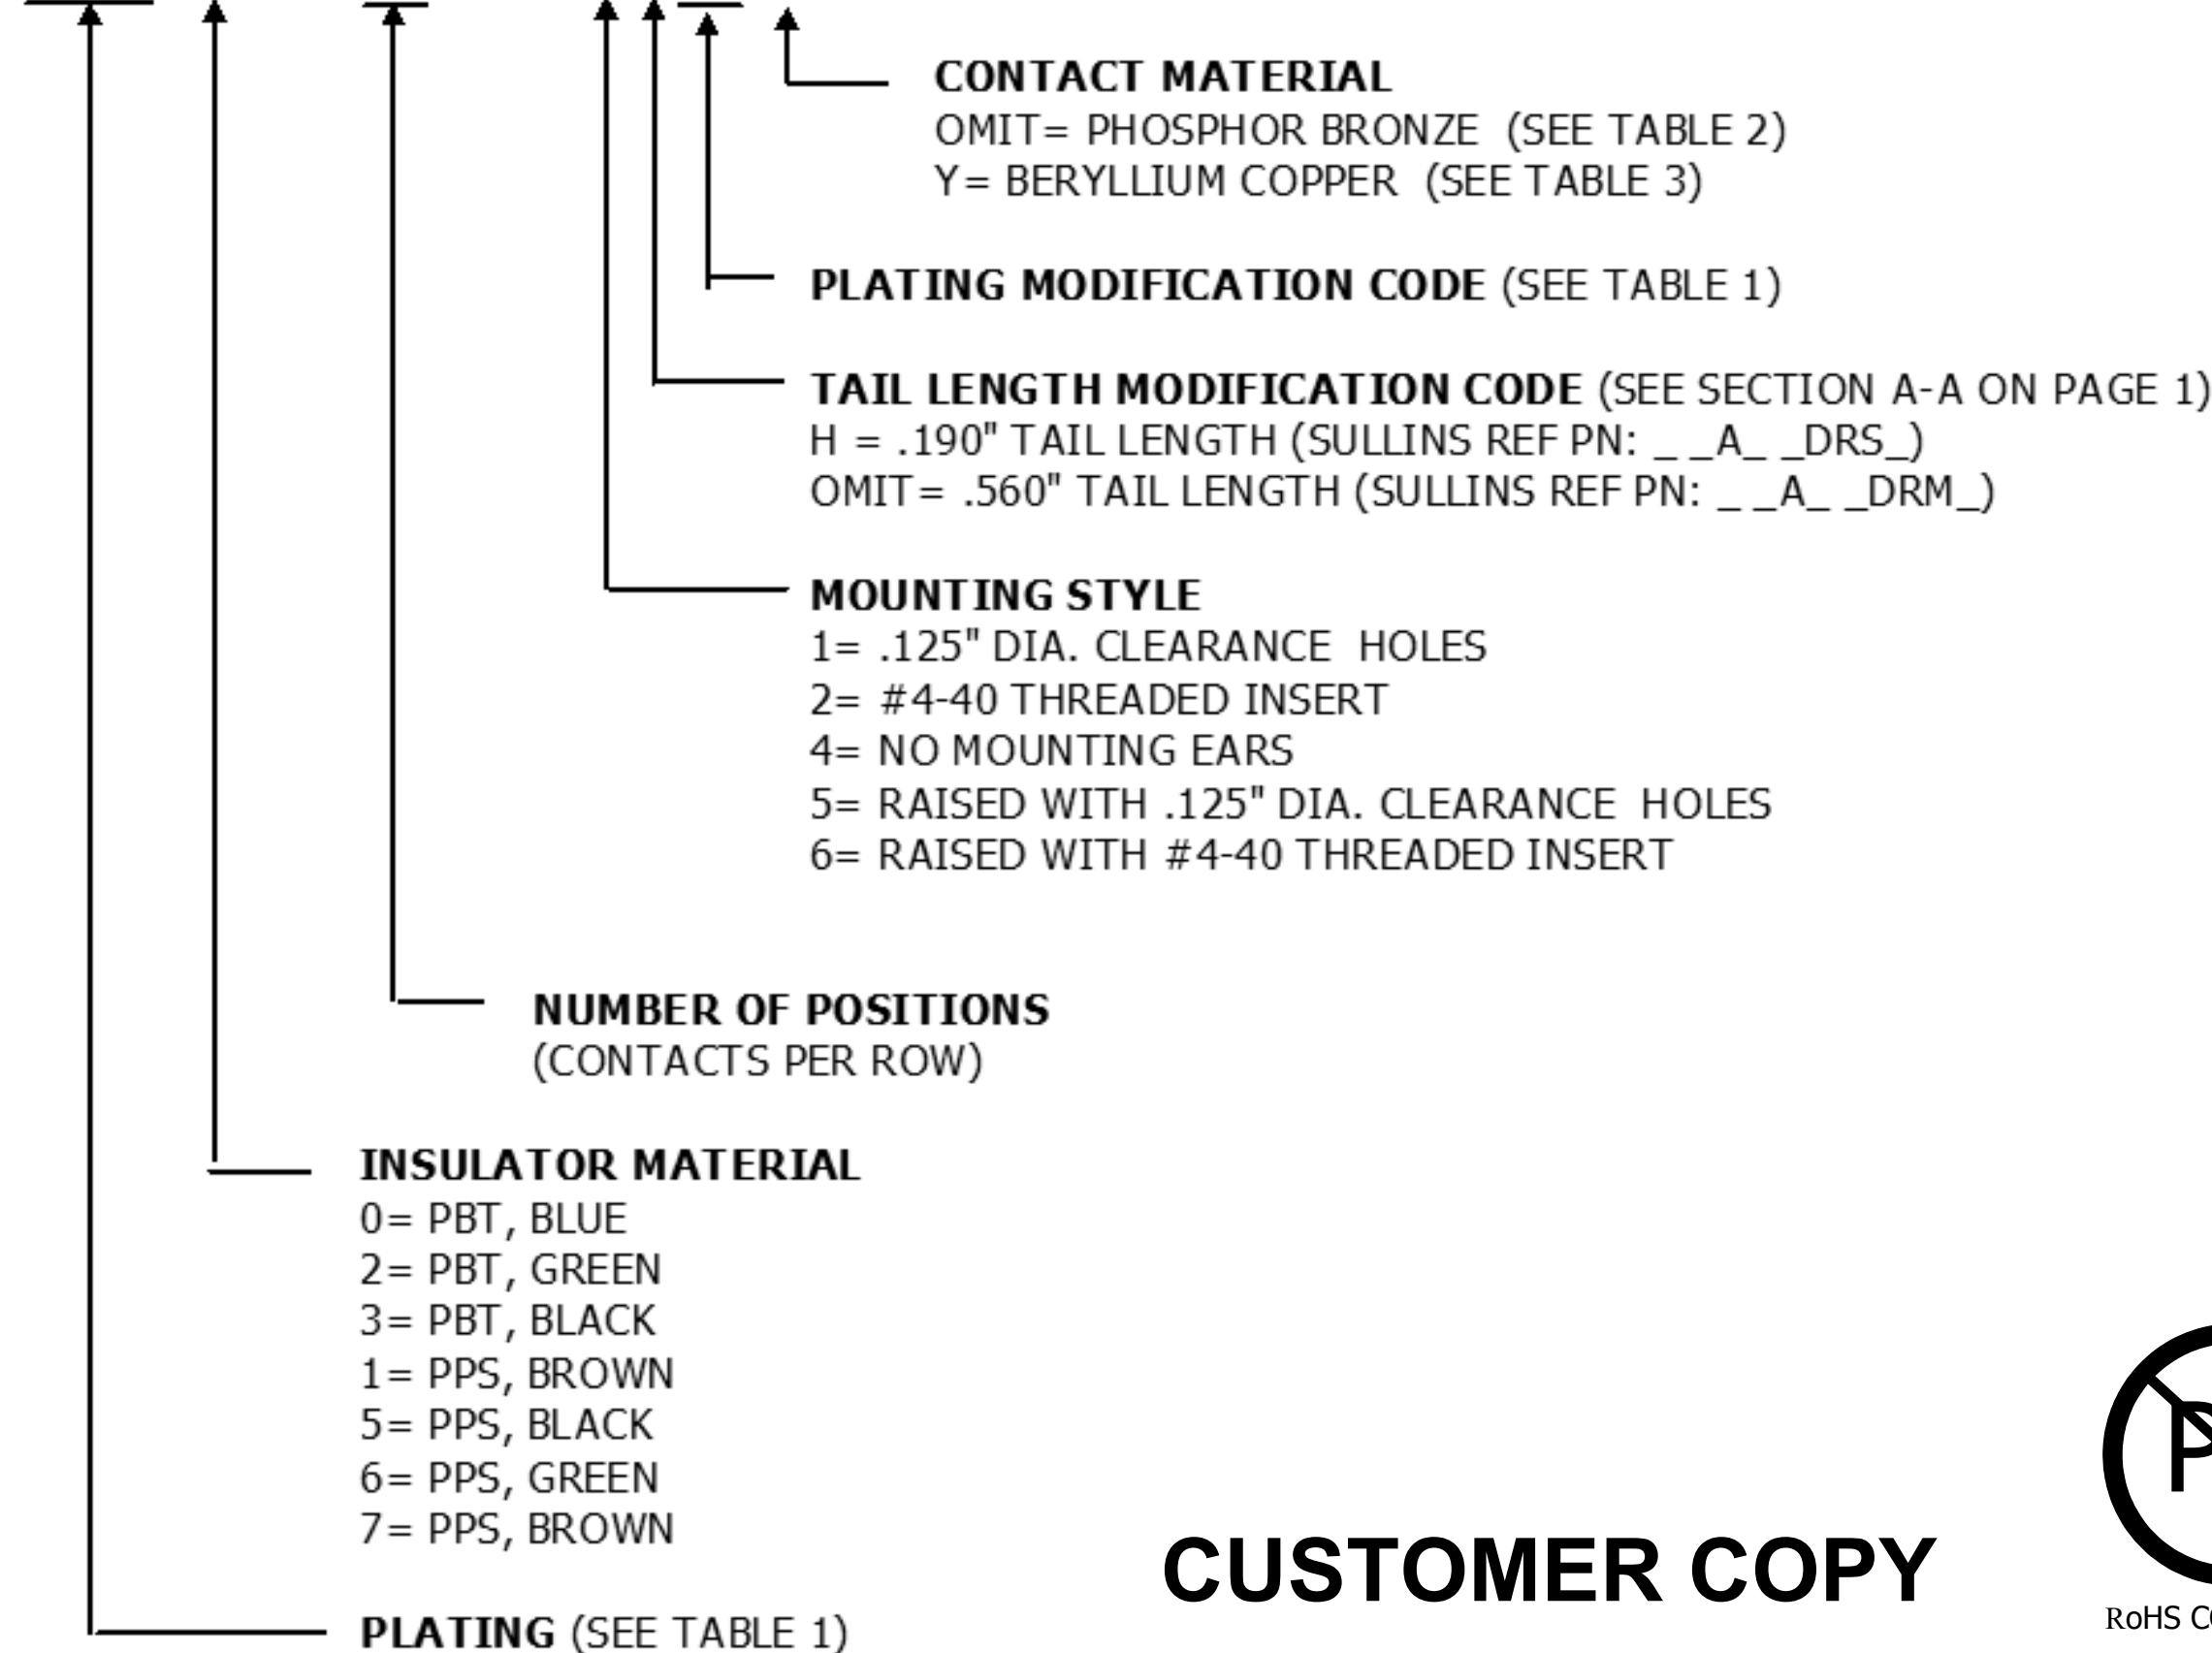 CONTACT MATERIAL
OMIT= PHOSPHOR BRONZE (SEE TABLE 2)
Y= BERYLLIUM COPPER (SEE TABLE 3)
PLATING MODIFICATION CODE (SEE TABLE 1)
TAIL LENGTH MODIFICATION CODE (SEE SECTION A-A ON PAGE 1)
H = .190" TAIL LENGTH (SULLINS REF PN: _ _A_ _DRS_)
OMIT= .560" TAIL LENGTH (SULLINS REF PN: _ _A_ _DRM_)
MOUNTING STYLE
1= .125" DIA. CLEARANCE HOLES
2= #4-40 THREADED INSERT
4= NO MOUNTING EARS
5= RAISED WITH .125" DIA. CLEARANCE HOLES
6= RAISED WITH #4-40 THREADED INSERT
NUMBER OF POSITIONS
(CONTACTS PER ROW)
INSULATOR MATERIAL
0= PBT, BLUE
2= PBT, GREEN
3= PBT, BLACK
1= PPS, BROWN
5= PPS, BLACK
6= PPS, GREEN
7= PPS, BROWN
PLATING (SEE TABLE 1)
CUSTOMER COPY
P
RoHS